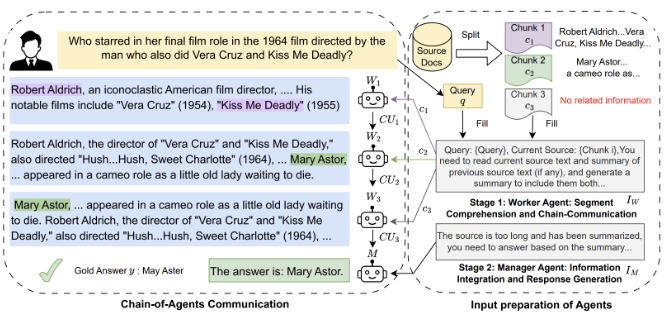 Who starred in her final film role in the 1964 film directed by the
man who also did Vera Cruz and Kiss Me Deadly?
Robert Aldrich, an iconoclastic American film director, .... His
notable films include "Vera Cruz" (1954), "Kiss Me Deadly" (1955)
Robert Aldrich, the director of "Vera Cruz" and "Kiss Me Deadly,"
also directed "Hush...Hush, Sweet Charlotte" (1964), ... Mary Astor,
... appeared in a cameo role as a little old lady waiting to die.
Mary Astor, ... appeared in a cameo role as a little old lady waiting
to die. Robert Aldrich, the director of "Vera Cruz" and "Kiss Me
Deadly," also directed "Hush...Hush, Sweet Charlotte" (1964), ...
Gold Answer y : May Aster
The answer is: Mary Astor.
W1
CU1
W2
CU2
W3
CU3
M
c1
c2
c3
Chain-of-Agents Communication
Source
Docs
Split
Chunk 1
c1
Robert Aldrich...Vera
Cruz, Kiss Me Deadly...
Chunk 2
c2
Mary Astor...
a cameo role as...
Chunk 3
c3
No related information
Query
q
Fill
Fill
Query: {Query}, Current Source: {Chunk i},You
need to read current source text and summary of
previous source text (if any), and generate a
summary to include them both...
Stage 1: Worker Agent: Segment
Comprehension and Chain-Communication
IW
The source is too long and has been summarized,
you need to answer based on the summary...
Stage 2: Manager Agent: Information
Integration and Response Generation
IM
Input preparation of Agents